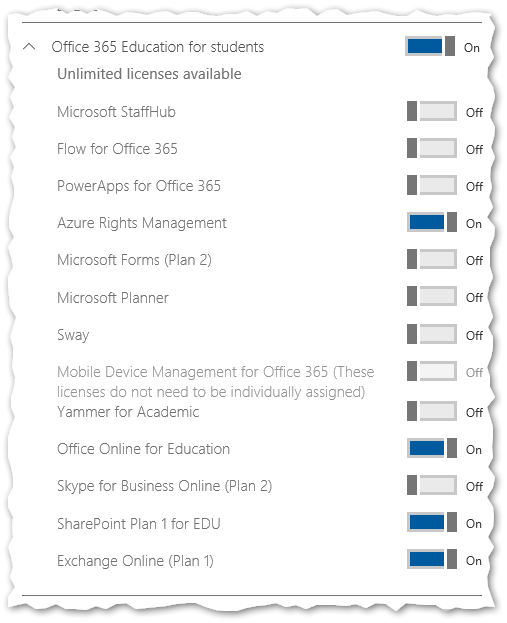 Office 365 Education for students On
Unlimited licenses available
Microsoft StaffHub Off
Flow for Office 365 Off
PowerApps for Office 365 Off
Azure Rights Management On
Microsoft Forms (Plan 2) Off
Microsoft Planner Off
Sway Off
Mobile Device Management for Office 365 (These Off
licenses do not need to be individually assigned)
Yammer for Academic Off
Office Online for Education On
Skype for Business Online (Plan 2) Off
SharePoint Plan 1 for EDU On
Exchange Online (Plan 1) On